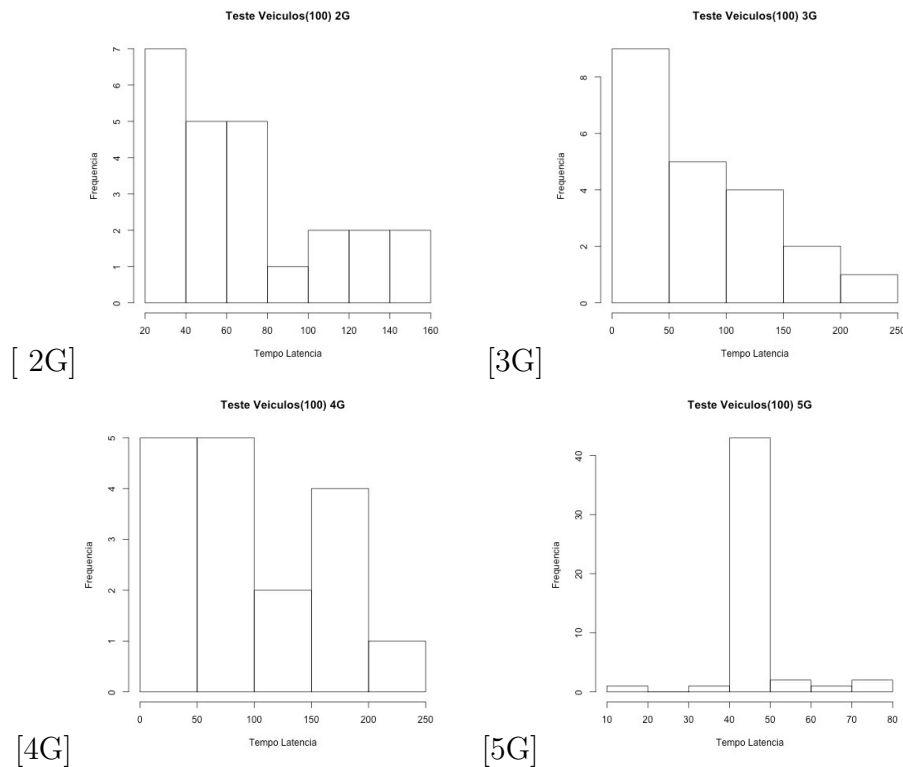 Teste Veiculos(100) 2G
Frequencia
7
6
5
4
3
2
1
0
20 40 60 80 100 120 140 160
Tempo Latencia
[ 2G]
Teste Veiculos(100) 3G
Frequencia
8
6
4
2
0
0 50 100 150 200 250
Tempo Latencia
[3G]
Teste Veiculos(100) 4G
Frequencia
5
4
3
2
1
0
0 50 100 150 200 250
Tempo Latencia
[4G]
Teste Veiculos(100) 5G
Frequencia
40
30
20
10
0
10 20 30 40 50 60 70 80
Tempo Latencia
[5G]